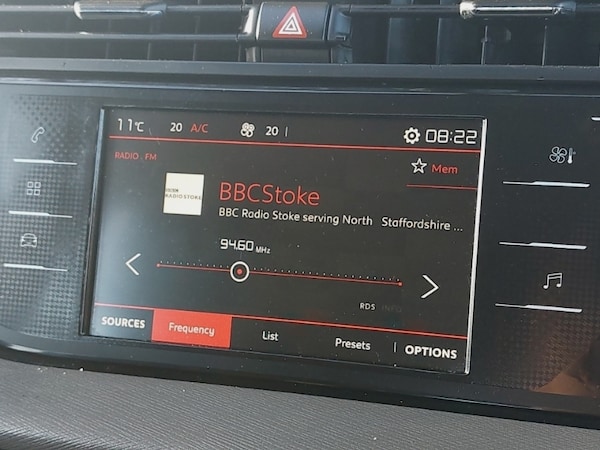 11°C 20 A/C 20 08:22
RADIO FM
Mem
RADIO STOKE
BBCStoke
BBC Radio Stoke serving North Staffordshire ...
94.60 MHz
RDS INFO
SOURCES Frequency List Presets OPTIONS